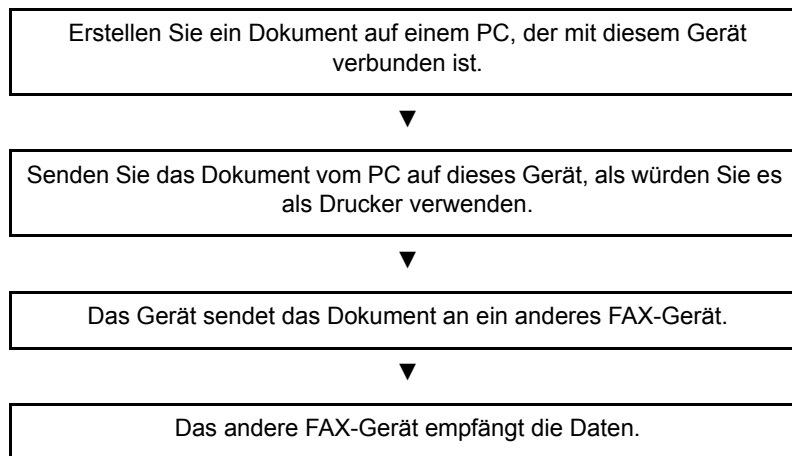 Erstellen Sie ein Dokument auf einem PC, der mit diesem Gerät
verbunden ist.
▼
Senden Sie das Dokument vom PC auf dieses Gerät, als würden Sie es
als Drucker verwenden.
▼
Das Gerät sendet das Dokument an ein anderes FAX-Gerät.
▼
Das andere FAX-Gerät empfängt die Daten.